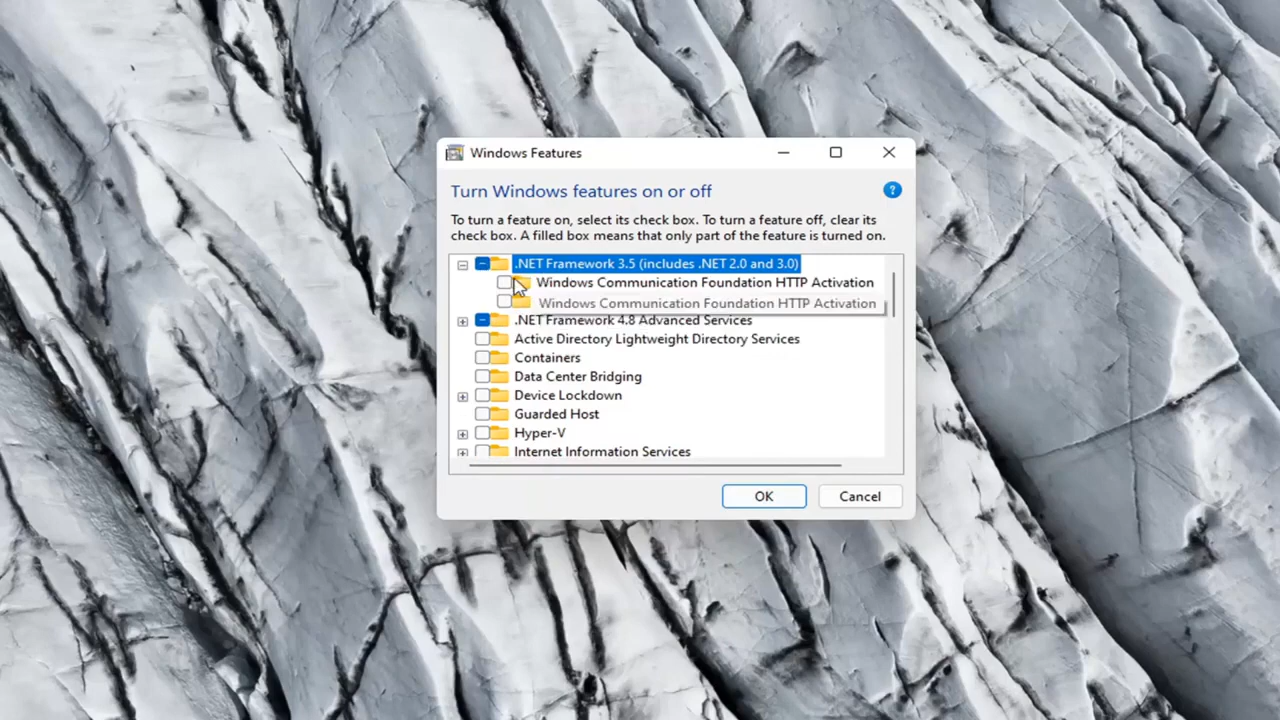 Windows Features
Turn Windows features on or off
?
To turn a feature on, select its check box. To turn a feature off, clear its
check box. A filled box means that only part of the feature is turned on.
.NET Framework 3.5 (includes .NET 2.0 and 3.0)
Windows Communication Foundation HTTP Activation
Windows Communication Foundation HTTP Activation
.NET Framework 4.8 Advanced Services
Active Directory Lightweight Directory Services
Containers
Data Center Bridging
Device Lockdown
Guarded Host
Hyper-V
Internet Information Services
OK
Cancel